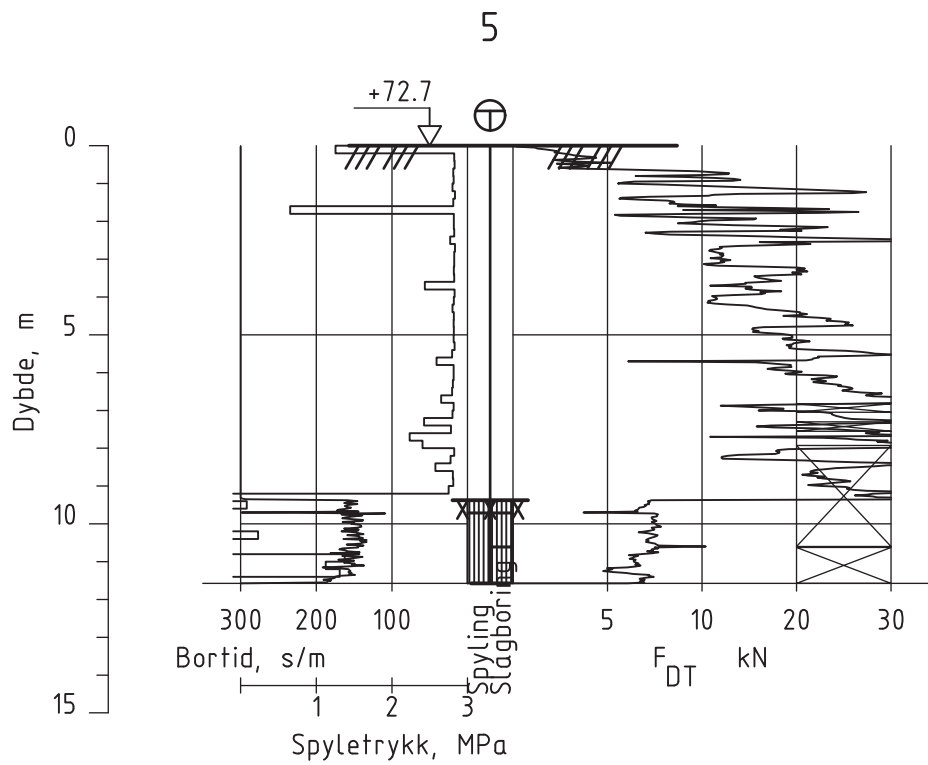 5
+72.7
0
5
10
15
Dybde, m
300 200 100
Bortid, s/m
1 2 3
Spyletrykk, MPa
Spyling
Slagboring
5 10 20 30
FDT kN